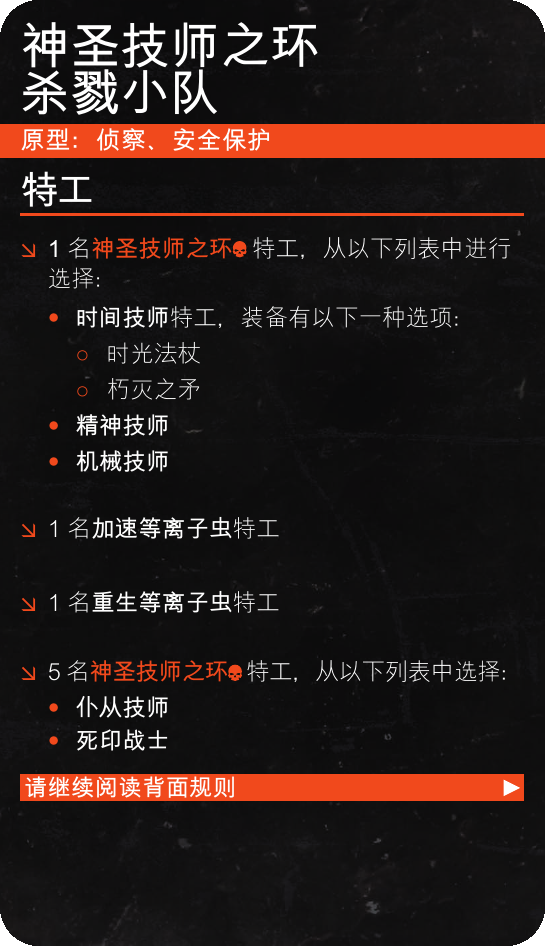 神圣技师之环
杀戮小队
原型：侦察、安全保护
特工
1 名神圣技师之环特工，从以下列表中进行
选择：
时间技师特工，装备有以下一种选项：
时光法杖
朽灭之矛
精神技师
机械技师
1 名加速等离子虫特工
1 名重生等离子虫特工
5 名神圣技师之环特工，从以下列表中选择：
仆从技师
死印战士
请继续阅读背面规则